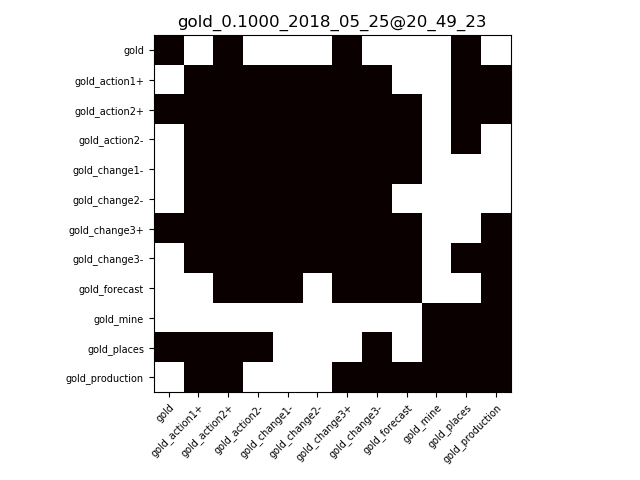 gold_0.1000_2018_05_25@20_49_23
gold
gold_action1+
gold_action2+
gold_action2-
gold_change1-
gold_change2-
gold_change3+
gold_change3-
gold_forecast
gold_mine
gold_places
gold_production
gold
gold_action1+
gold_action2+
gold_action2-
gold_change1-
gold_change2-
gold_change3+
gold_change3-
gold_forecast
gold_mine
gold_places
gold_production